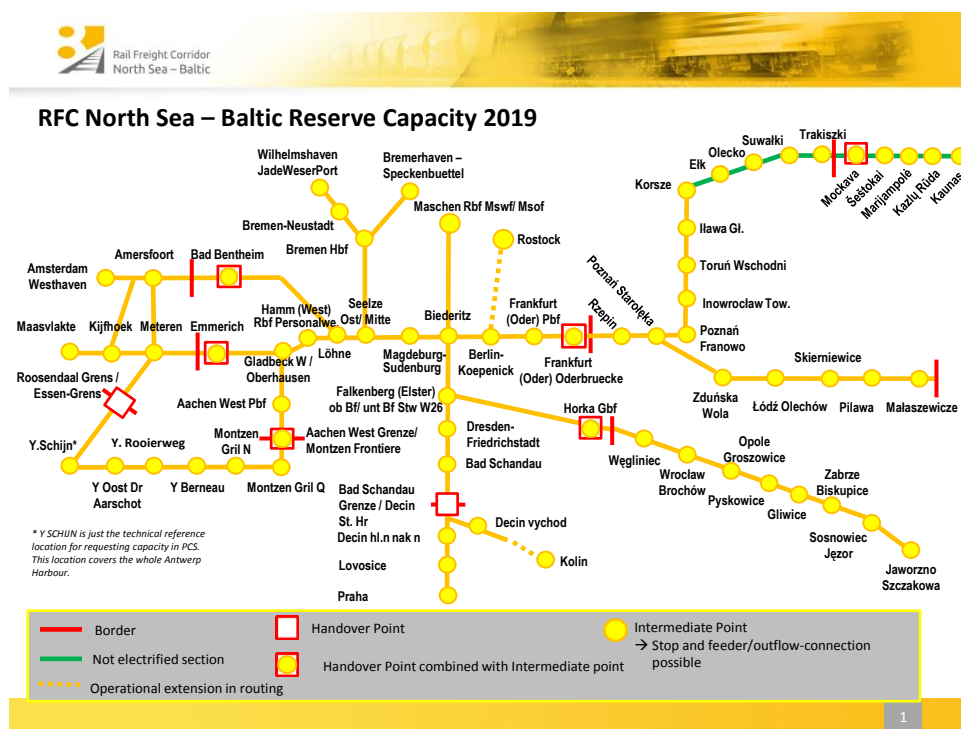 Rail Freight Corridor
North Sea – Baltic
RFC North Sea – Baltic Reserve Capacity 2019
Wilhelmshaven
JadeWeserPort
Bremerhaven –
Speckenbuettel
Maschen Rbf Mswf/ Msof
Bremen-Neustadt
Bremen Hbf
Rostock
Korsze
Ełk
Olecko
Suwałki
Trakiszki
Mockava
Šeštokai
Marijampolė
Kazlų Rūda
Kaunas
Iława Gł.
Toruń Wschodni
Inowrocław Tow.
Poznań
Franowo
Amsterdam
Westhaven
Amersfoort
Bad Bentheim
Maasvlakte
Kijfhoek
Meteren
Emmerich
Hamm (West)
Rbf Personalwe.
Seelze
Ost/ Mitte
Löhne
Biederitz
Magdeburg-
Sudenburg
Berlin-
Koepenick
Frankfurt
(Oder) Pbf
Frankfurt
(Oder) Oderbruecke
Rzepin
Poznań Starołęka
Zduńska
Wola
Łódź Olechów
Skierniewice
Pilawa
Małaszewicze
Roosendaal Grens /
Essen-Grens
Gladbeck W /
Oberhausen
Aachen West Pbf
Montzen
Gril N
Aachen West Grenze/
Montzen Frontiere
Y.Schijn*
Y. Rooierweg
Y Oost Dr
Aarschot
Y Berneau
Montzen Gril Q
Falkenberg (Elster)
ob Bf/ unt Bf Stw W26
Dresden-
Friedrichstadt
Bad Schandau
Bad Schandau
Grenze / Decin
St. Hr
Decin hl.n nak n
Decin vychod
Kolin
Lovosice
Praha
Horka Gbf
Węgliniec
Wrocław
Brochów
Opole
Groszowice
Pyskowice
Gliwice
Zabrze
Biskupice
Sosnowiec
Jęzor
Jaworzno
Szczakowa
* Y SCHIJN is just the technical reference
location for requesting capacity in PCS.
This location covers the whole Antwerp
Harbour.
Border
Not electrified section
Operational extension in routing
Handover Point
Handover Point combined with Intermediate point
Intermediate Point
→ Stop and feeder/outflow-connection
possible
1